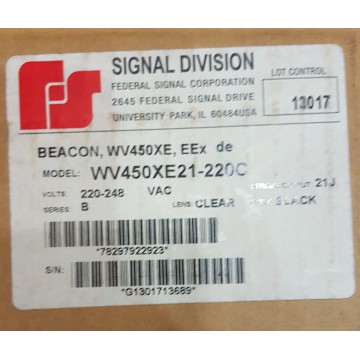 SIGNAL DIVISION
FEDERAL SIGNAL CORPORATION
2645 FEDERAL SIGNAL DRIVE
UNIVERSITY PARK, IL 60484USA
LOT CONTROL
13017
BEACON, WV450XE, EEx de
MODEL: WV450XE21-220C
VOLTS: 220-248 VAC 21J
SERIES: B LENS: CLEAR BLACK
*78297922923*
S/N:
*G1301713689*